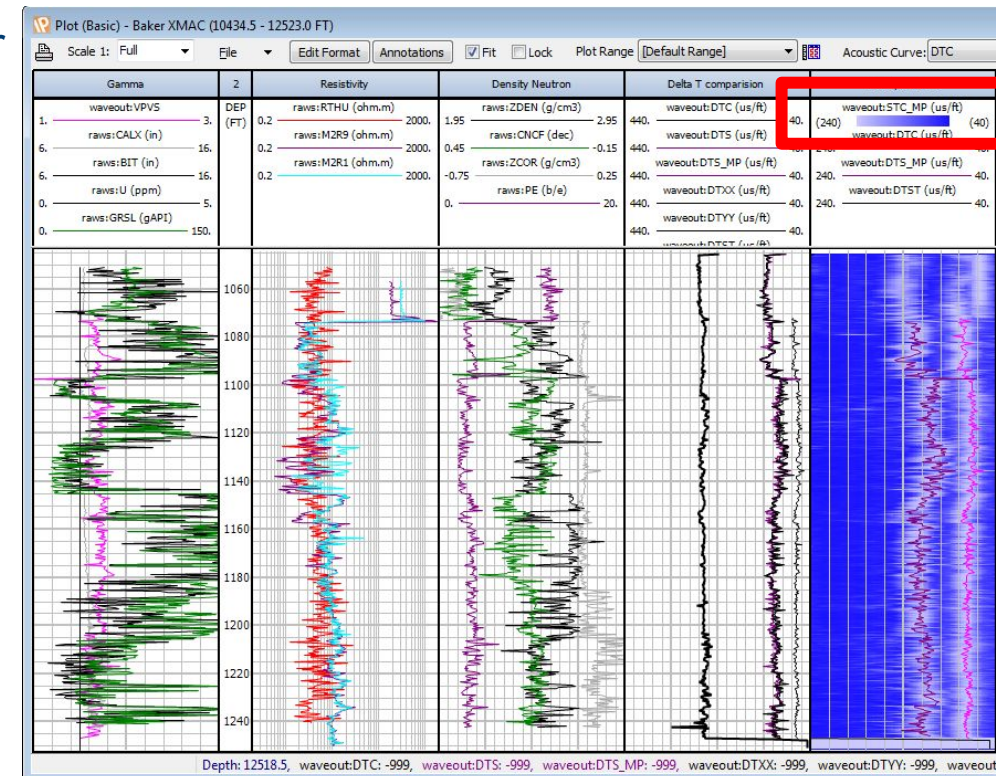 Plot (Basic) - Baker XMAC (10434.5 - 12523.0 FT)
Scale 1: Full File Edit Format Annotations Fit Lock Plot Range [Default Range] Acoustic Curve: DTC
Gamma 2 Resistivity Density Neutron Delta T comparision
waveout:VPVS
1. 3.
raws:CALX (in)
6. 16.
raws:BIT (in)
6. 16.
raws:U (ppm)
0. 5.
raws:GRSL (gAPI)
0. 150.
DEP
(FT)
raws:RTHU (ohm.m)
0.2 2000.
raws:M2R9 (ohm.m)
0.2 2000.
raws:M2R1 (ohm.m)
0.2 2000.
raws:ZDEN (g/cm3)
1.95 2.95
raws:CNCF (dec)
0.45 -0.15
raws:ZCOR (g/cm3)
-0.75 0.25
raws:PE (b/e)
0. 20.
waveout:DTC (us/ft)
440. 40.
waveout:DTS (us/ft)
440. 40.
waveout:DTS_MP (us/ft)
440. 40.
waveout:DTXX (us/ft)
440. 40.
waveout:DTYY (us/ft)
440. 40.
waveout:DTST (us/ft)
waveout:STC_MP (us/ft)
(240) (40)
waveout:DTC (us/ft)
240. 40.
waveout:DTS_MP (us/ft)
240. 40.
waveout:DTST (us/ft)
240. 40.
1060
1080
1100
1120
1140
1160
1180
1200
1220
1240
Depth: 12518.5, waveout:DTC: -999, waveout:DTS: -999, waveout:DTS_MP: -999, waveout:DTXX: -999, waveout:DTYY: -999, waveout